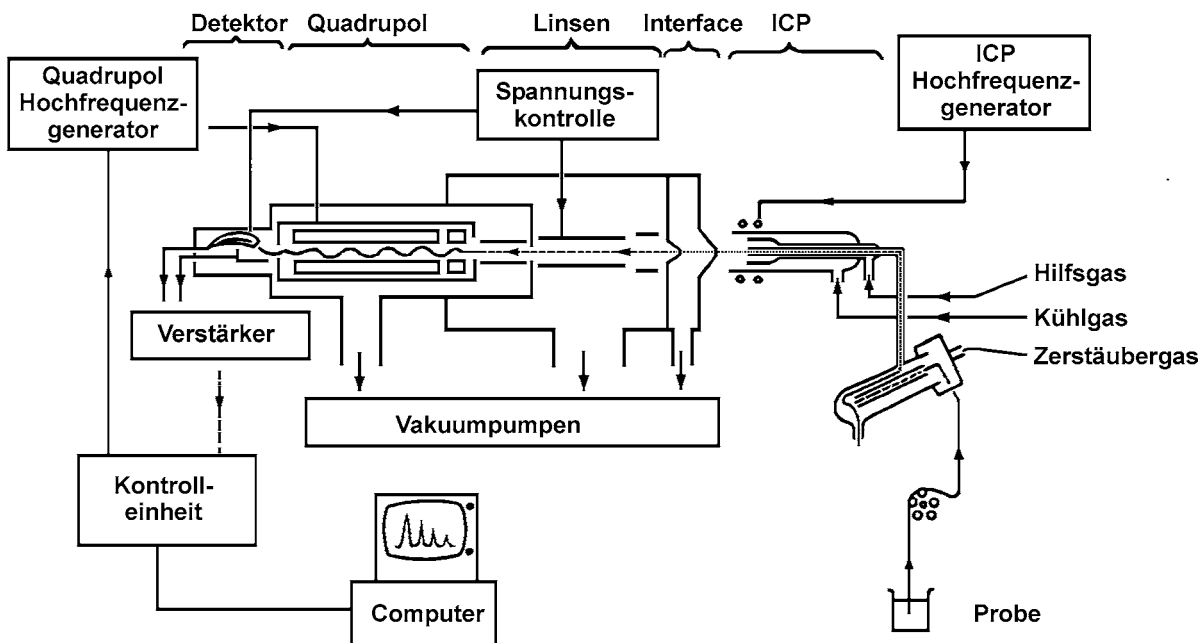 Detektor Quadrupol Linsen Interface ICP
Quadrupol
Hochfrequenz-
generator
Spannungs-
kontrolle
ICP
Hochfrequenz-
generator
Hilfsgas
Kühlgas
Zerstäubergas
Verstärker
Vakuumpumpen
Kontroll-
einheit
Computer
Probe